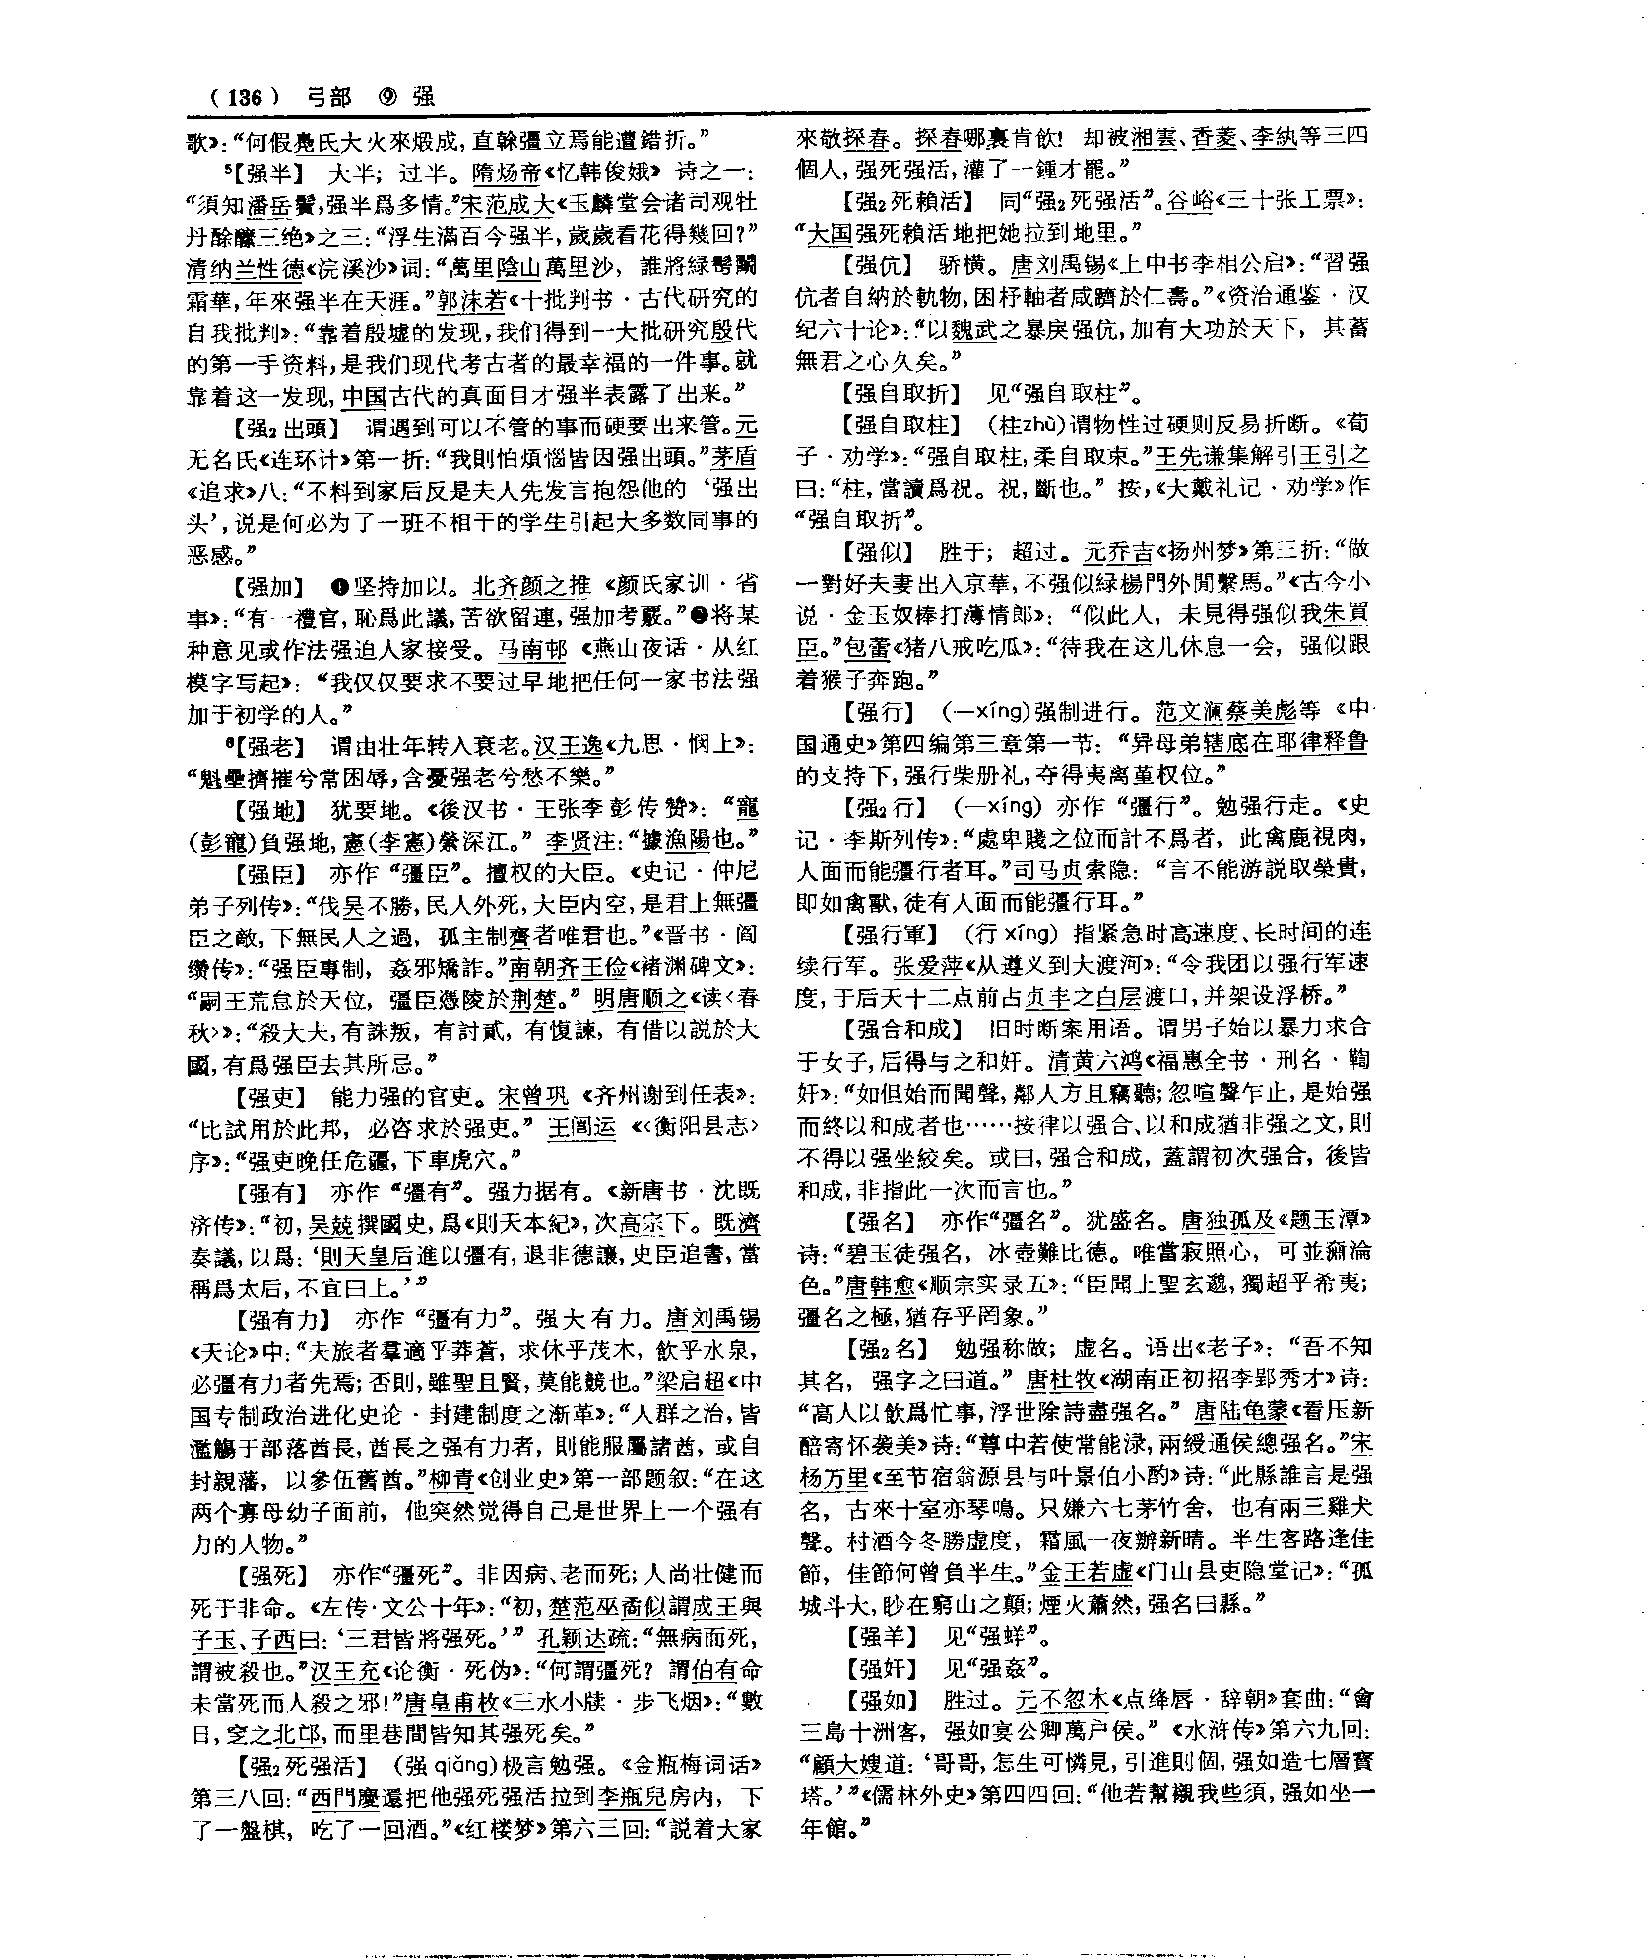 （136） 弓部 ⑨ 强
歌》：“何假鳧氏大火來煅成，直榦彊立焉能遭錯折。”
⁵【强半】 大半；过半。隋炀帝《忆韩俊娥》诗之一：
“須知潘岳鬢，强半爲多情。”宋范成大《玉麟堂会诸司观牡
丹酴醾三绝》之三：“浮生滿百今强半，歲歲看花得幾回？”
清纳兰性德《浣溪沙》词：“萬里陰山萬里沙，誰將緑鬢鬭
霜華，年來强半在天涯。”郭沫若《十批判书·古代研究的
自我批判》：“靠着殷墟的发现，我们得到一大批研究殷代
的第一手资料，是我们现代考古者的最幸福的一件事。就
靠着这一发现，中国古代的真面目才强半表露了出来。”
【强₂出頭】 谓遇到可以不管的事而硬要出来管。元
无名氏《连环计》第一折：“我則怕煩惱皆因强出頭。”茅盾
《追求》八：“不料到家后反是夫人先发言抱怨他的‘强出
头’，说是何必为了一班不相干的学生引起大多数同事的
恶感。”
【强加】 ❶坚持加以。北齐颜之推《颜氏家训·省
事》：“有一禮官，恥爲此議，苦欲留連，强加考覈。”❷将某
种意见或作法强迫人家接受。马南邨《燕山夜话·从红
模字写起》：“我仅仅要求不要过早地把任何一家书法强
加于初学的人。”
⁶【强老】 谓由壮年转入衰老。汉王逸《九思·悯上》：
“魁壘擠摧兮常困辱，含憂强老兮愁不樂。”
【强地】 犹要地。《後汉书·王张李彭传赞》：“寵
（彭寵）負强地，憲（李憲）縈深江。”李贤注：“據漁陽也。”
【强臣】 亦作“彊臣”。擅权的大臣。《史记·仲尼
弟子列传》：“伐吴不勝，民人外死，大臣内空，是君上無彊
臣之敵，下無民人之過，孤主制齊者唯君也。”《晋书·阎
缵传》：“强臣專制，姦邪矯詐。”南朝齐王俭《褚渊碑文》：
“嗣王荒怠於天位，彊臣憑陵於荆楚。”明唐顺之《读〈春
秋〉》：“殺大夫，有誅叛，有討貳，有愎諫，有借以説於大
國，有爲强臣去其所忌。”
【强吏】 能力强的官吏。宋曾巩《齐州谢到任表》：
“比試用於此邦，必咨求於强吏。”王闿运《〈衡阳县志〉
序》：“强吏晚任危疆，下車虎穴。”
【强有】 亦作“彊有”。强力据有。《新唐书·沈既
济传》：“初，吴兢撰國史，爲《則天本紀》，次高宗下。既濟
奏議，以爲：‘則天皇后進以彊有，退非德讓，史臣追書，當
稱爲太后，不宜曰上。’”
【强有力】 亦作“彊有力”。强大有力。唐刘禹锡
《天论》中：“夫旅者羣適乎莽蒼，求休乎茂木，飲乎水泉，
必彊有力者先焉；否則，雖聖且賢，莫能競也。”梁启超《中
国专制政治进化史论·封建制度之渐革》：“人群之治，皆
濫觴于部落酋長，酋長之强有力者，則能服屬諸酋，或自
封親藩，以參伍舊酋。”柳青《创业史》第一部题叙：“在这
两个寡母幼子面前，他突然觉得自己是世界上一个强有
力的人物。”
【强死】 亦作“彊死”。非因病、老而死；人尚壮健而
死于非命。《左传·文公十年》：“初，楚范巫矞似謂成王與
子玉、子西曰：‘三君皆將强死。’”孔颖达疏：“無病而死，
謂被殺也。”汉王充《论衡·死伪》：“何謂彊死？謂伯有命
未當死而人殺之邪！”唐皇甫枚《三水小牍·步飞烟》：“數
日，窆之北邙，而里巷間皆知其强死矣。”
【强₂死强活】 （强 qiǎng）极言勉强。《金瓶梅词话》
第三八回：“西門慶還把他强死强活拉到李瓶兒房内，下
了一盤棋，吃了一回酒。”《红楼梦》第六三回：“説着大家
來敬探春。探春哪裏肯飲！却被湘雲、香菱、李紈等三四
個人，强死强活，灌了一鍾才罷。”
【强₂死賴活】 同“强₂死强活”。谷峪《三十张工票》：
“大国强死賴活地把她拉到地里。”
【强伉】 骄横。唐刘禹锡《上中书李相公启》：“習强
伉者自納於軌物，困杼軸者咸躋於仁壽。”《资治通鉴·汉
纪六十论》：“以魏武之暴戾强伉，加有大功於天下，其蓄
無君之心久矣。”
【强自取折】 见“强自取柱”。
【强自取柱】 （柱zhù）谓物性过硬则反易折断。《荀
子·劝学》：“强自取柱，柔自取束。”王先谦集解引王引之
曰：“柱，當讀爲祝。祝，斷也。”按，《大戴礼记·劝学》作
“强自取折”。
【强似】 胜于；超过。元乔吉《扬州梦》第三折：“做
一對好夫妻出入京華，不强似緑楊門外閒繫馬。”《古今小
说·金玉奴棒打薄情郎》：“似此人，未見得强似我朱買
臣。”包蕾《猪八戒吃瓜》：“待我在这儿休息一会，强似跟
着猴子奔跑。”
【强行】 （—xíng）强制进行。范文澜蔡美彪等《中
国通史》第四编第三章第一节：“异母弟辖底在耶律释鲁
的支持下，强行柴册礼，夺得夷离堇权位。”
【强₂行】 （—xíng）亦作“彊行”。勉强行走。《史
记·李斯列传》：“處卑賤之位而計不爲者，此禽鹿視肉，
人面而能彊行者耳。”司马贞索隐：“言不能游説取榮貴，
即如禽獸，徒有人面而能彊行耳。”
【强行軍】 （行 xíng）指紧急时高速度、长时间的连
续行军。张爱萍《从遵义到大渡河》：“令我团以强行军速
度，于后天十二点前占贞丰之白层渡口，并架设浮桥。”
【强合和成】 旧时断案用语。谓男子始以暴力求合
于女子，后得与之和奸。清黄六鸿《福惠全书·刑名·鞫
奸》：“如但始而聞聲，鄰人方且竊聽；忽喧聲乍止，是始强
而終以和成者也……按律以强合、以和成猶非强之文，則
不得以强坐絞矣。或曰，强合和成，蓋謂初次强合，後皆
和成，非指此一次而言也。”
【强名】 亦作“彊名”。犹盛名。唐独孤及《题玉潭》
诗：“碧玉徒强名，冰壺難比德。唯當寂照心，可並奫淪
色。”唐韩愈《顺宗实录五》：“臣聞上聖玄邈，獨超乎希夷；
彊名之極，猶存乎罔象。”
【强₂名】 勉强称做；虚名。语出《老子》：“吾不知
其名，强字之曰道。”唐杜牧《湖南正初招李郢秀才》诗：
“高人以飲爲忙事，浮世除詩盡强名。”唐陆龟蒙《看压新
醅寄怀袭美》诗：“尊中若使常能渌，兩綬通侯總强名。”宋
杨万里《至节宿翁源县与叶景伯小酌》诗：“此縣誰言是强
名，古來十室亦琴鳴。只嫌六七茅竹舍，也有兩三雞犬
聲。村酒今冬勝虚度，霜風一夜辦新晴。半生客路逢佳
節，佳節何曾負半生。”金王若虚《门山县吏隐堂记》：“孤
城斗大，眇在窮山之顛；煙火蕭然，强名曰縣。”
【强羊】 见“强蛘”。
【强奸】 见“强姦”。
【强如】 胜过。元不忽木《点绛唇·辞朝》套曲：“會
三島十洲客，强如宴公卿萬户侯。”《水浒传》第六九回：
“顧大嫂道：‘哥哥，怎生可憐見，引進則個，强如造七層寶
塔。’”《儒林外史》第四四回：“他若幫襯我些須，强如坐一
年館。”